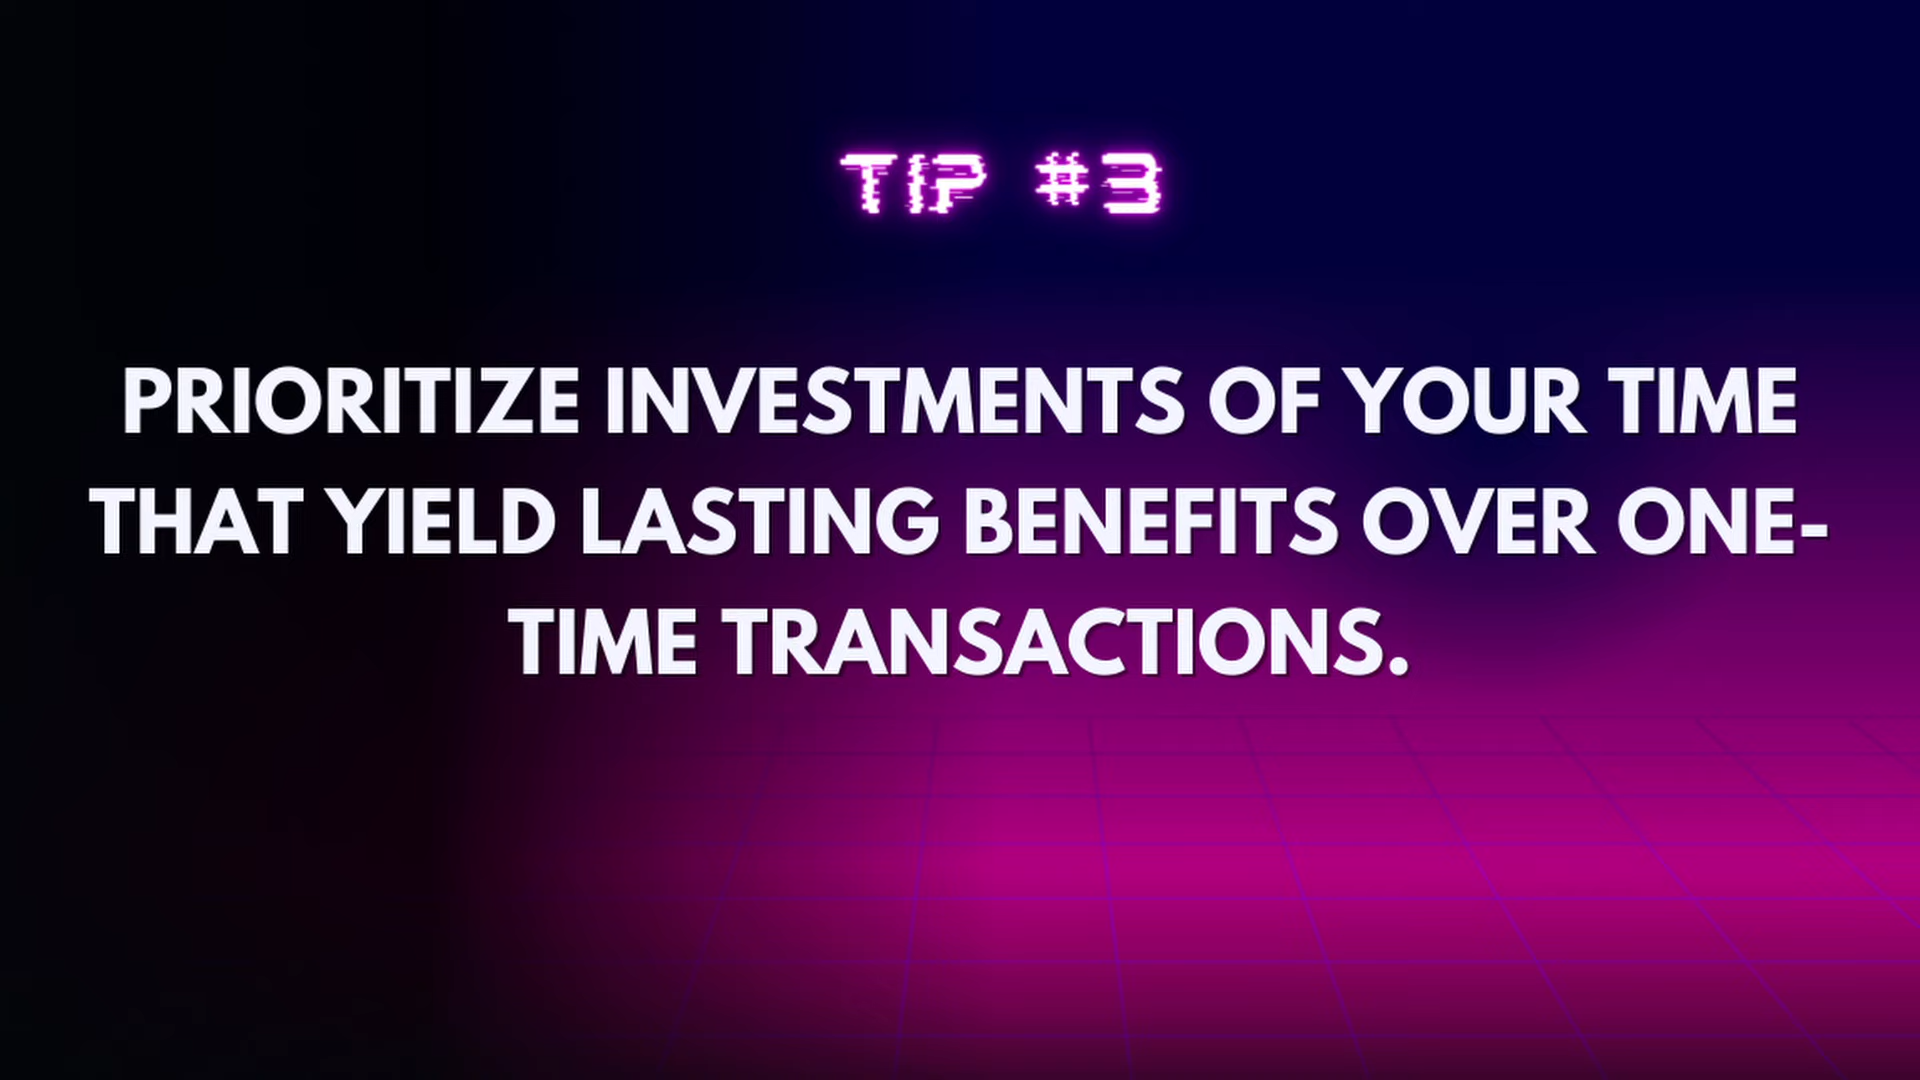 TIP #3
PRIORITIZE INVESTMENTS OF YOUR TIME
THAT YIELD LASTING BENEFITS OVER ONE-
TIME TRANSACTIONS.